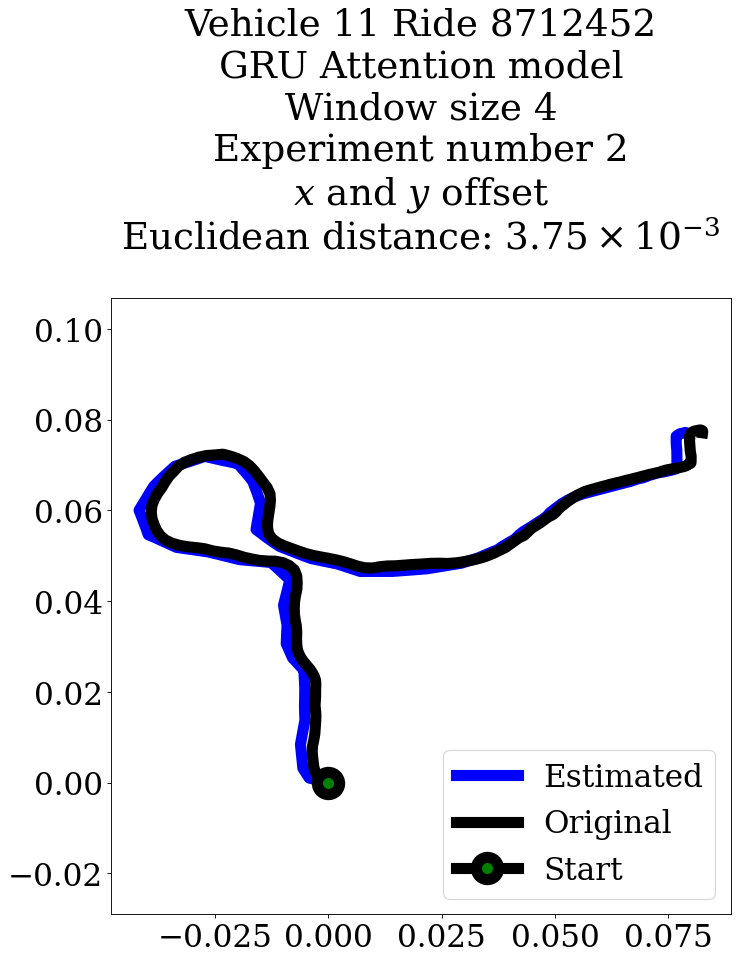 Vehicle 11 Ride 8712452
GRU Attention model
Window size 4
Experiment number 2
x and y offset
Euclidean distance: 3.75 × 10⁻³
0.10
0.08
0.06
0.04
0.02
0.00
−0.02
Estimated
Original
Start
−0.025 0.000 0.025 0.050 0.075